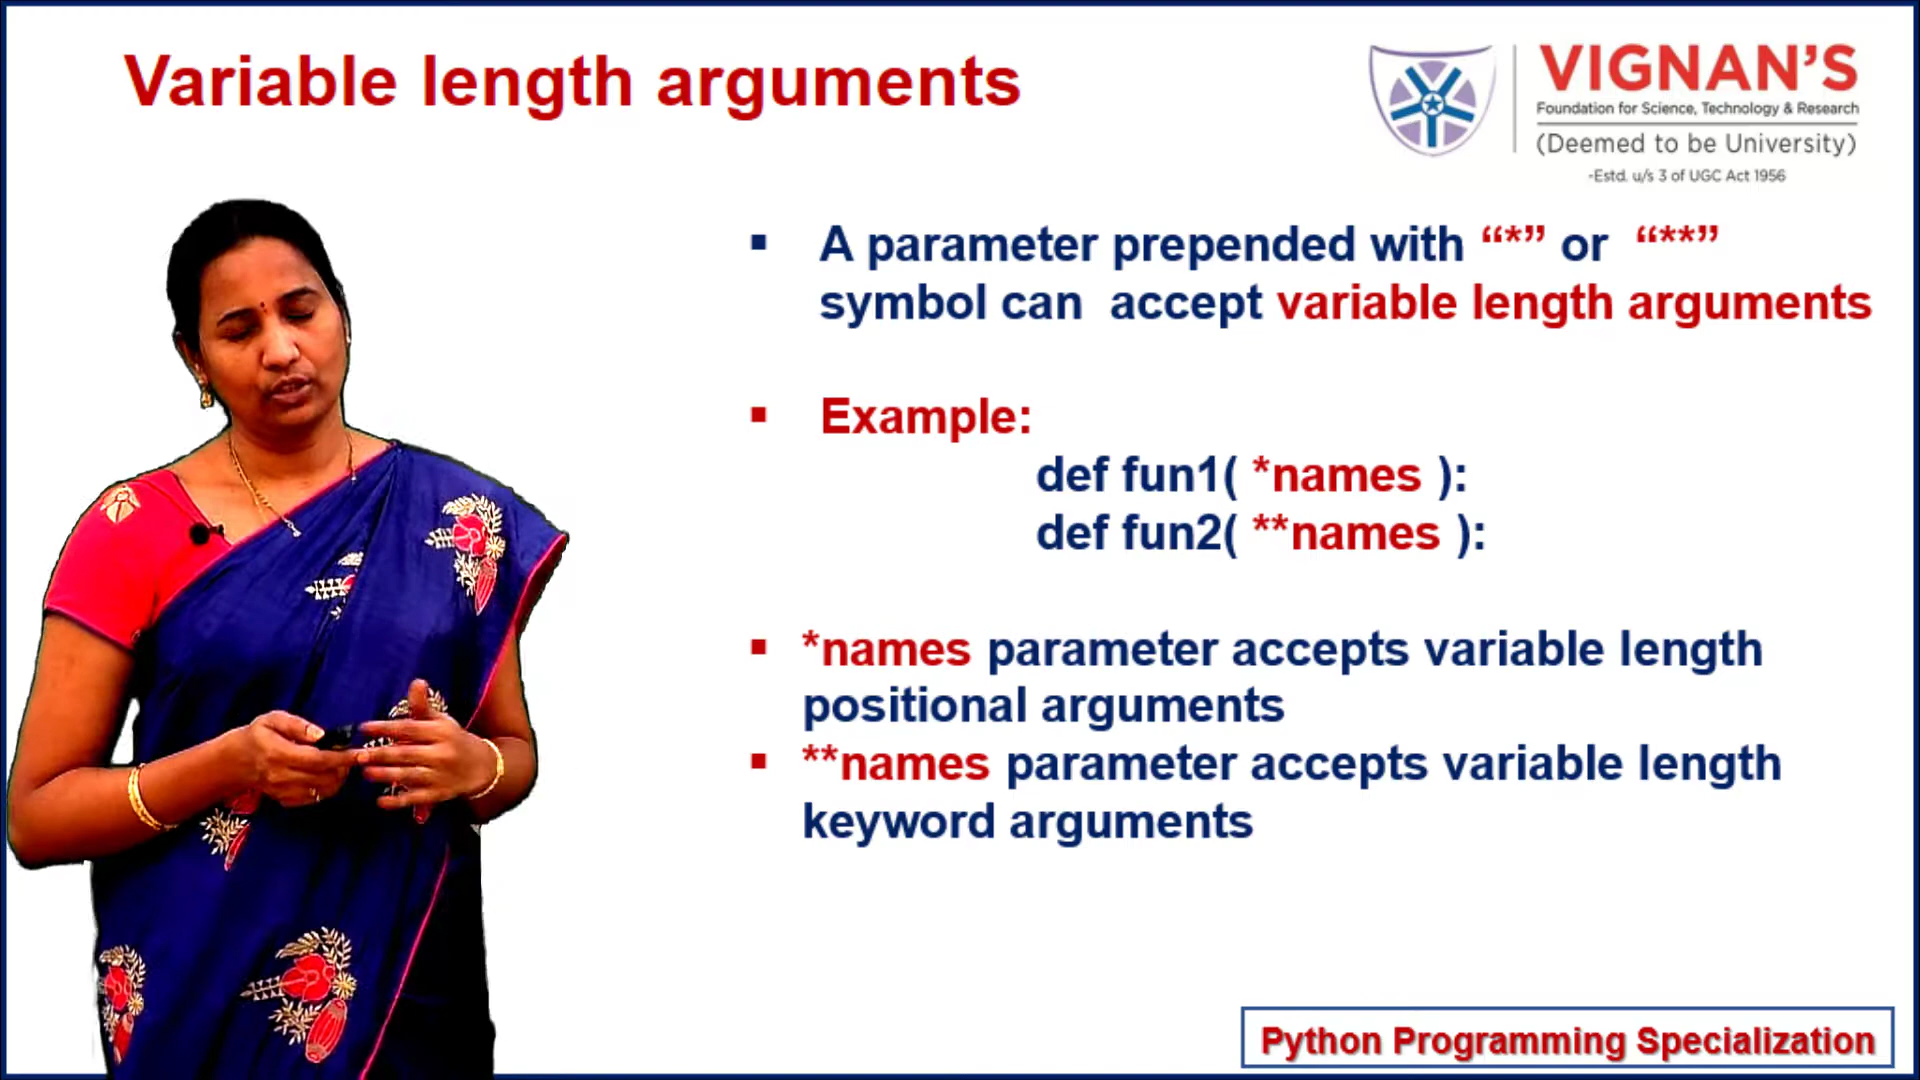 Variable length arguments
VIGNAN'S
Foundation for Science, Technology & Research
(Deemed to be University)
-Estd. u/s 3 of UGC Act 1956
A parameter prepended with “*” or “**”
symbol can accept variable length arguments
Example:
def fun1( *names ):
def fun2( **names ):
*names parameter accepts variable length
positional arguments
**names parameter accepts variable length
keyword arguments
Python Programming Specialization